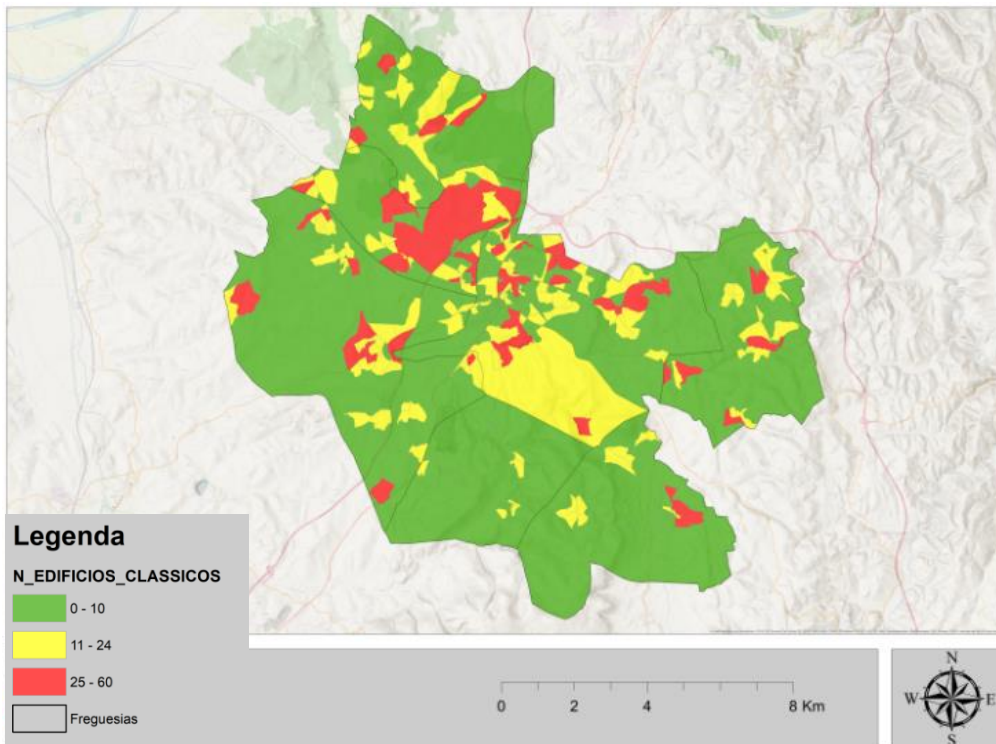 Legenda
N_EDIFICIOS_CLASSICOS
0 - 10
11 - 24
25 - 60
Freguesias
0 2 4 8 Km
N
W E
S